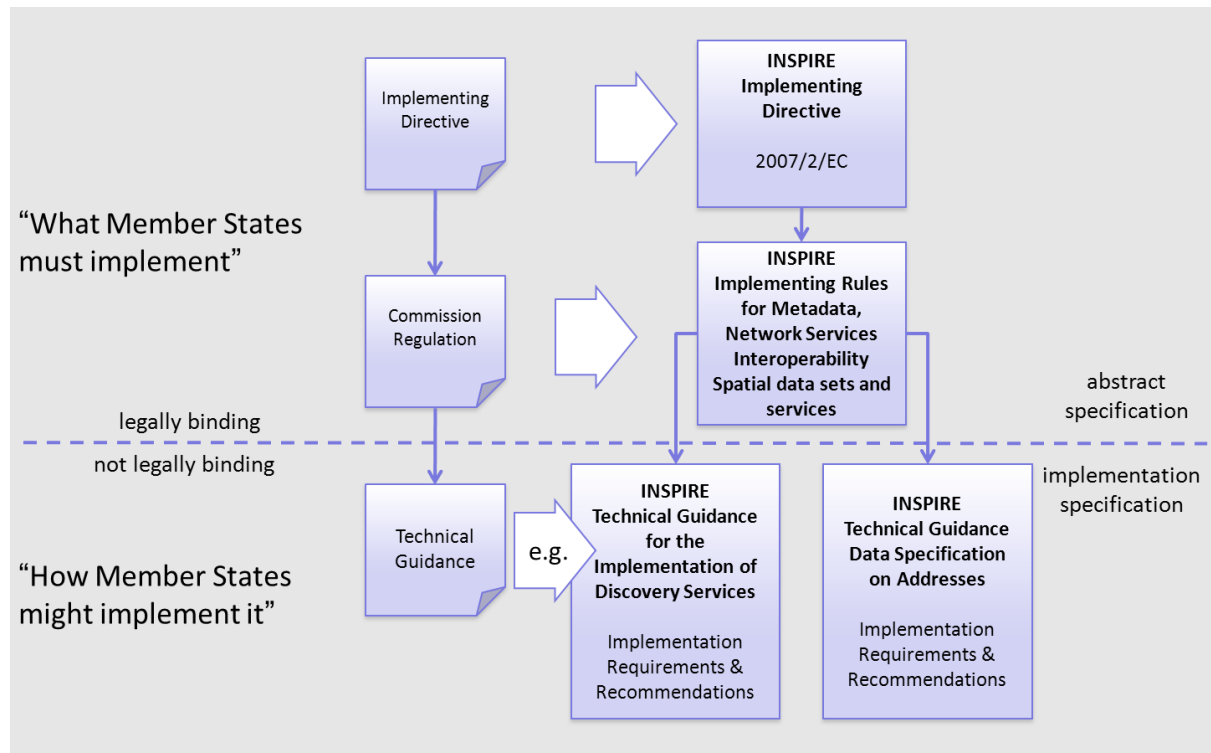 Implementing
Directive
INSPIRE
Implementing
Directive
2007/2/EC
“What Member States
must implement”
Commission
Regulation
INSPIRE
Implementing Rules
for Metadata,
Network Services
Interoperability
Spatial data sets and
services
abstract
specification
legally binding
not legally binding
implementation
specification
“How Member States
might implement it”
Technical
Guidance
e.g.
INSPIRE
Technical Guidance
for the
Implementation of
Discovery Services
Implementation
Requirements &
Recommendations
INSPIRE
Technical Guidance
Data Specification
on Addresses
Implementation
Requirements &
Recommendations